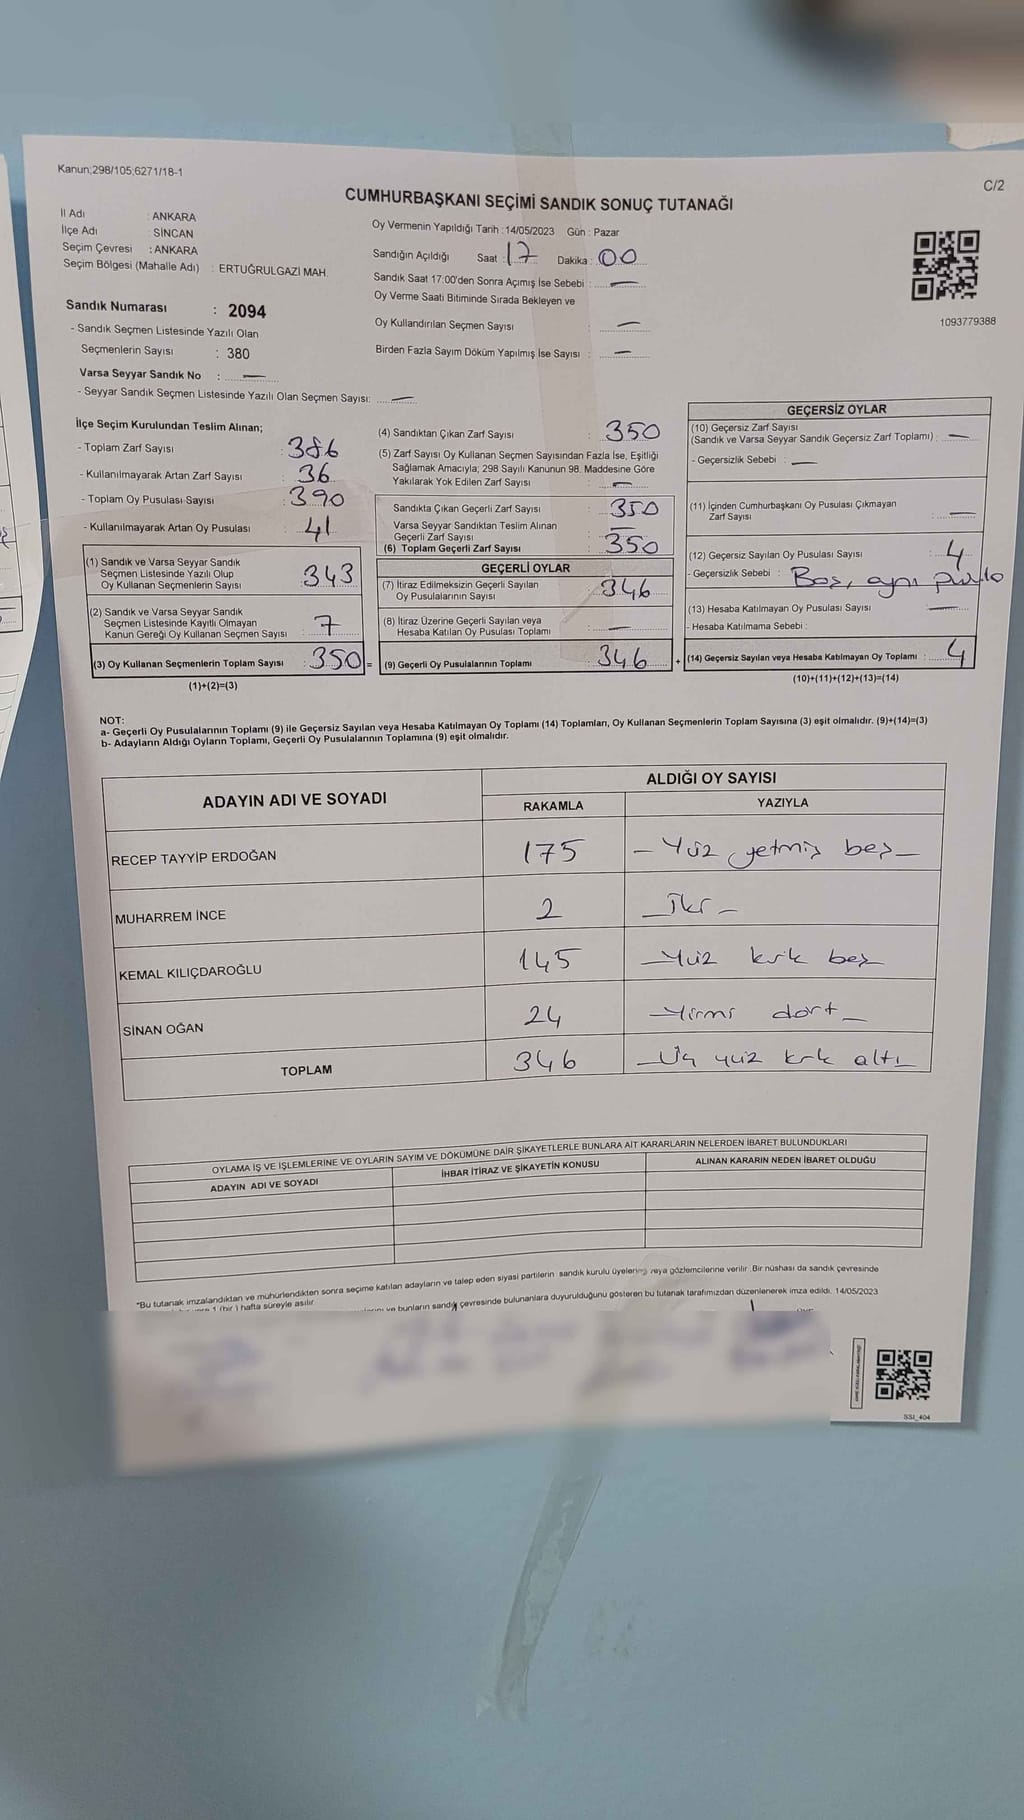 Kanun;298/105;6271/18-1
C/2
CUMHURBAŞKANI SEÇİMİ SANDIK SONUÇ TUTANAĞI
İl Adı : ANKARA
İlçe Adı : SİNCAN
Seçim Çevresi : ANKARA
Seçim Bölgesi (Mahalle Adı) : ERTUĞRULGAZİ MAH.
Oy Vermenin Yapıldığı Tarih : 14/05/2023 Gün : Pazar
Sandığın Açıldığı Saat : 17 Dakika : 00
Sandık Saat 17:00'den Sonra Açımış İse Sebebi : —
Oy Verme Saati Bitiminde Sırada Bekleyen ve
Oy Kullandırılan Seçmen Sayısı : —
Birden Fazla Sayım Döküm Yapılmış İse Sayısı : —
1093779388
Sandık Numarası : 2094
- Sandık Seçmen Listesinde Yazılı Olan
Seçmenlerin Sayısı : 380
Varsa Seyyar Sandık No : —
- Seyyar Sandık Seçmen Listesinde Yazılı Olan Seçmen Sayısı: —
İlçe Seçim Kurulundan Teslim Alınan;
- Toplam Zarf Sayısı : 386
- Kullanılmayarak Artan Zarf Sayısı : 36
- Toplam Oy Pusulası Sayısı : 390
- Kullanılmayarak Artan Oy Pusulası : 41
(1) Sandık ve Varsa Seyyar Sandık
Seçmen Listesinde Yazılı Olup
Oy Kullanan Seçmenlerin Sayısı : 343
(2) Sandık ve Varsa Seyyar Sandık
Seçmen Listesinde Kayıtlı Olmayan
Kanun Gereği Oy Kullanan Seçmen Sayısı : 7
(3) Oy Kullanan Seçmenlerin Toplam Sayısı : 350 =
(1)+(2)=(3)
(4) Sandıktan Çıkan Zarf Sayısı : 350
(5) Zarf Sayısı Oy Kullanan Seçmen Sayısından Fazla İse, Eşitliği
Sağlamak Amacıyla; 298 Sayılı Kanunun 98. Maddesine Göre
Yakılarak Yok Edilen Zarf Sayısı : —
Sandıkta Çıkan Geçerli Zarf Sayısı : 350
Varsa Seyyar Sandıktan Teslim Alınan
Geçerli Zarf Sayısı : —
(6) Toplam Geçerli Zarf Sayısı : 350
GEÇERLİ OYLAR
(7) İtiraz Edilmeksizin Geçerli Sayılan
Oy Pusulalarının Sayısı : 346
(8) İtiraz Üzerine Geçerli Sayılan veya
Hesaba Katılan Oy Pusulası Toplamı : —
(9) Geçerli Oy Pusulalarının Toplamı : 346 +
GEÇERSİZ OYLAR
(10) Geçersiz Zarf Sayısı
(Sandık ve Varsa Seyyar Sandık Geçersiz Zarf Toplamı) : —
- Geçersizlik Sebebi : —
(11) İçinden Cumhurbaşkanı Oy Pusulası Çıkmayan
Zarf Sayısı : —
(12) Geçersiz Sayılan Oy Pusulası Sayısı : 4
- Geçersizlik Sebebi : Boş, aynı
(13) Hesaba Katılmayan Oy Pusulası Sayısı : —
- Hesaba Katılmama Sebebi :
(14) Geçersiz Sayılan veya Hesaba Katılmayan Oy Toplamı : 4
(10)+(11)+(12)+(13)=(14)
NOT:
a- Geçerli Oy Pusulalarının Toplamı (9) ile Geçersiz Sayılan veya Hesaba Katılmayan Oy Toplamı (14) Toplamları, Oy Kullanan Seçmenlerin Toplam Sayısına (3) eşit olmalıdır. (9)+(14)=(3)
b- Adayların Aldığı Oyların Toplamı, Geçerli Oy Pusulalarının Toplamına (9) eşit olmalıdır.
ADAYIN ADI VE SOYADI ALDIĞI OY SAYISI
RAKAMLA YAZIYLA
RECEP TAYYİP ERDOĞAN 175 — Yüz yetmiş beş —
MUHARREM İNCE 2 — İki —
KEMAL KILIÇDAROĞLU 145 — Yüz kırk beş
SİNAN OĞAN 24 — Yirmi dört —
TOPLAM 346 — Üç yüz kırk altı —
OYLAMA İŞ VE İŞLEMLERİNE VE OYLARIN SAYIM VE DÖKÜMÜNE DAİR ŞİKAYETLERLE BUNLARA AİT KARARLARIN NELERDEN İBARET BULUNDUKLARI
ADAYIN ADI VE SOYADI İHBAR İTİRAZ VE ŞİKAYETİN KONUSU ALINAN KARARIN NEDEN İBARET OLDUĞU
*Bu tutanak imzalandıktan ve mühürlendikten sonra seçime katılan adayların ve talep eden siyasi partilerin sandık kurulu üyelerine veya gözlemcilerine verilir. Bir nüshası da sandık çevresinde
1 (bir) hafta süreyle asılır.
ve bunların sandık çevresinde bulunanlara duyurulduğunu gösteren bu tutanak tarafımızdan düzenlenerek imza edildi. 14/05/2023
SSI_404